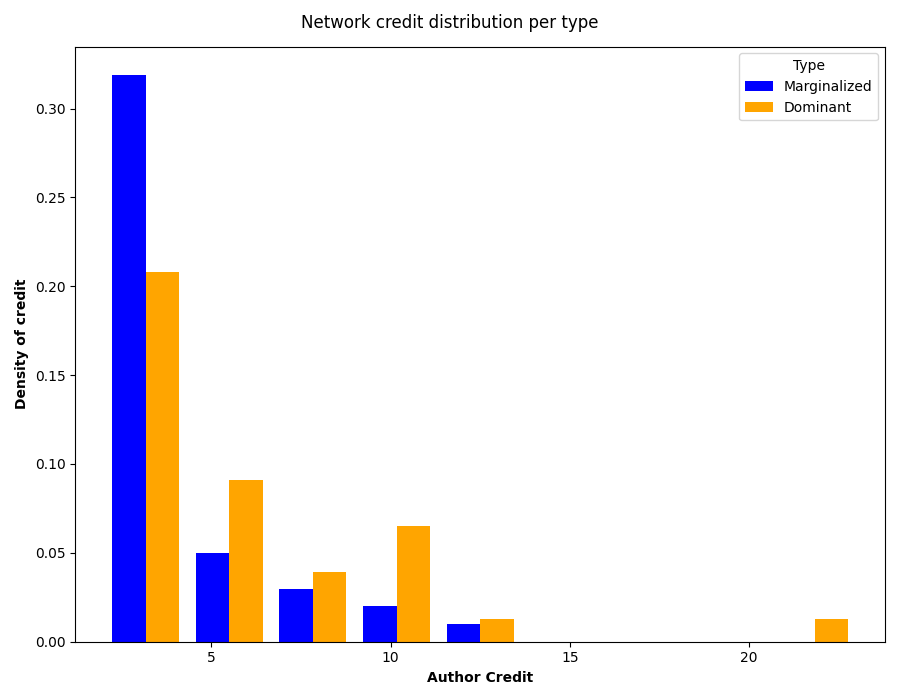 Network credit distribution per type
Type
Marginalized
Dominant
0.30
0.25
0.20
0.15
0.10
0.05
0.00
Density of credit
5
10
15
20
Author Credit